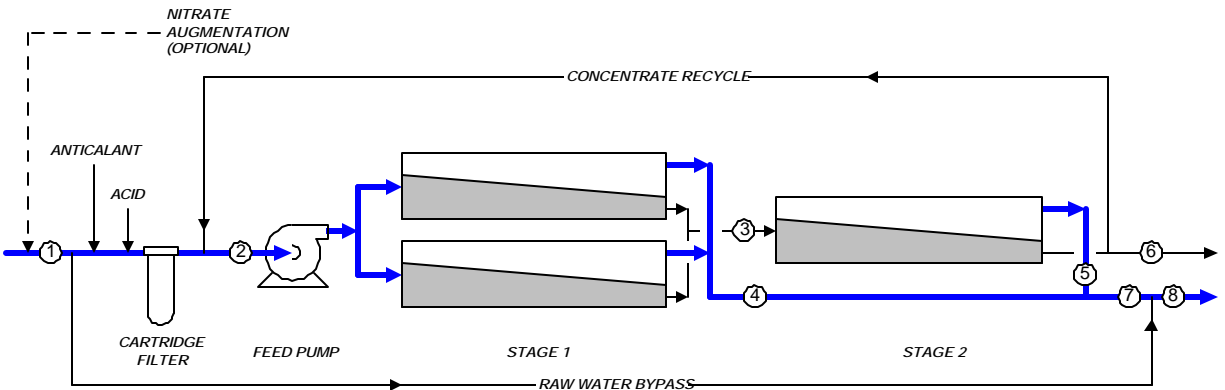 NITRATE
AUGMENTATION
(OPTIONAL)
CONCENTRATE RECYCLE
ANTICALANT
ACID
1
2
3
4
5
6
7
8
CARTRIDGE
FILTER
FEED PUMP
STAGE 1
STAGE 2
RAW WATER BYPASS